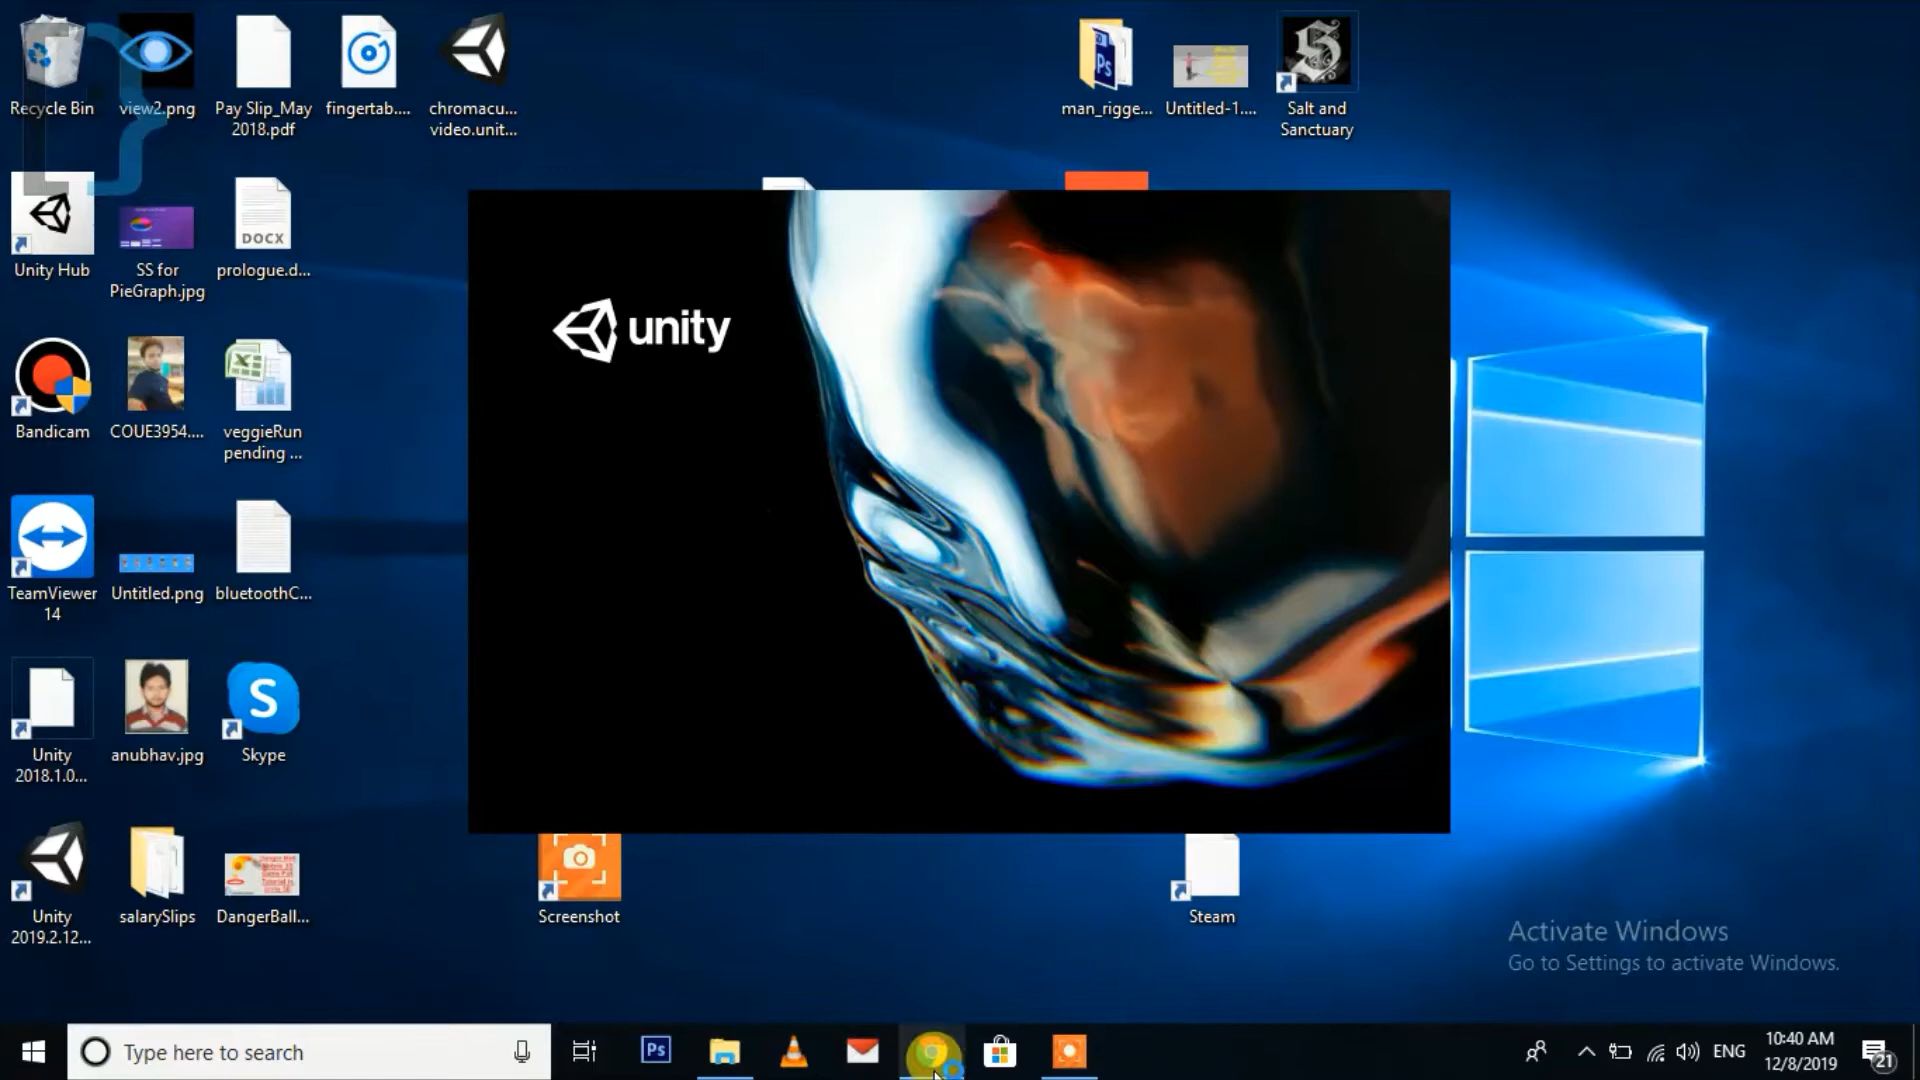 Recycle Bin
view2.png
Pay Slip_May
2018.pdf
fingertab....
chromacu...
video.unit...
man_rigge...
Untitled-1....
Salt and
Sanctuary
Unity Hub
SS for
PieGraph.jpg
DOCX
prologue.d...
unity
Bandicam
COUE3954....
veggieRun
pending ...
TeamViewer
14
Untitled.png
bluetoothC...
Unity
2018.1.0...
anubhav.jpg
S
Skype
Unity
2019.2.12...
salarySlips
DangerBall...
Screenshot
Steam
Activate Windows
Go to Settings to activate Windows.
Type here to search
Ps
ENG
10:40 AM
12/8/2019
21